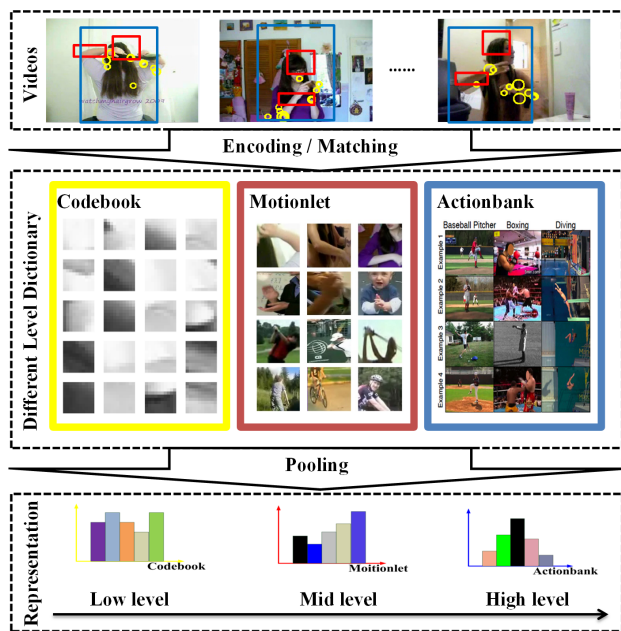 Videos
......
Encoding / Matching
Different Level Dictionary
Codebook
Motionlet
Actionbank
Baseball Pitcher Boxing Diving
Example 1
Example 2
Example 3
Example 4
Pooling
Representation
Codebook
Moitionlet
Actionbank
Low level
Mid level
High level